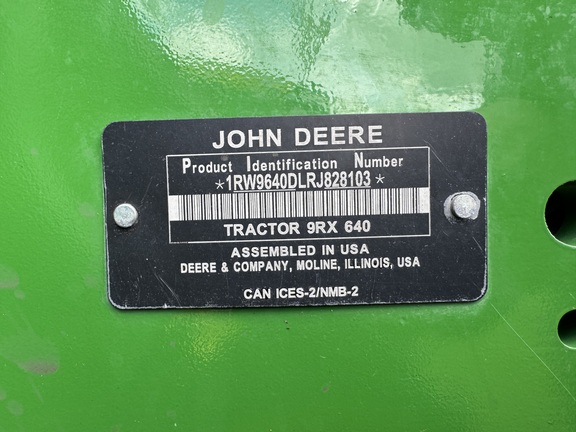 JOHN DEERE
Product Identification Number
*1RW9640DLRJ828103*
TRACTOR 9RX 640
ASSEMBLED IN USA
DEERE & COMPANY, MOLINE, ILLINOIS, USA
CAN ICES-2/NMB-2